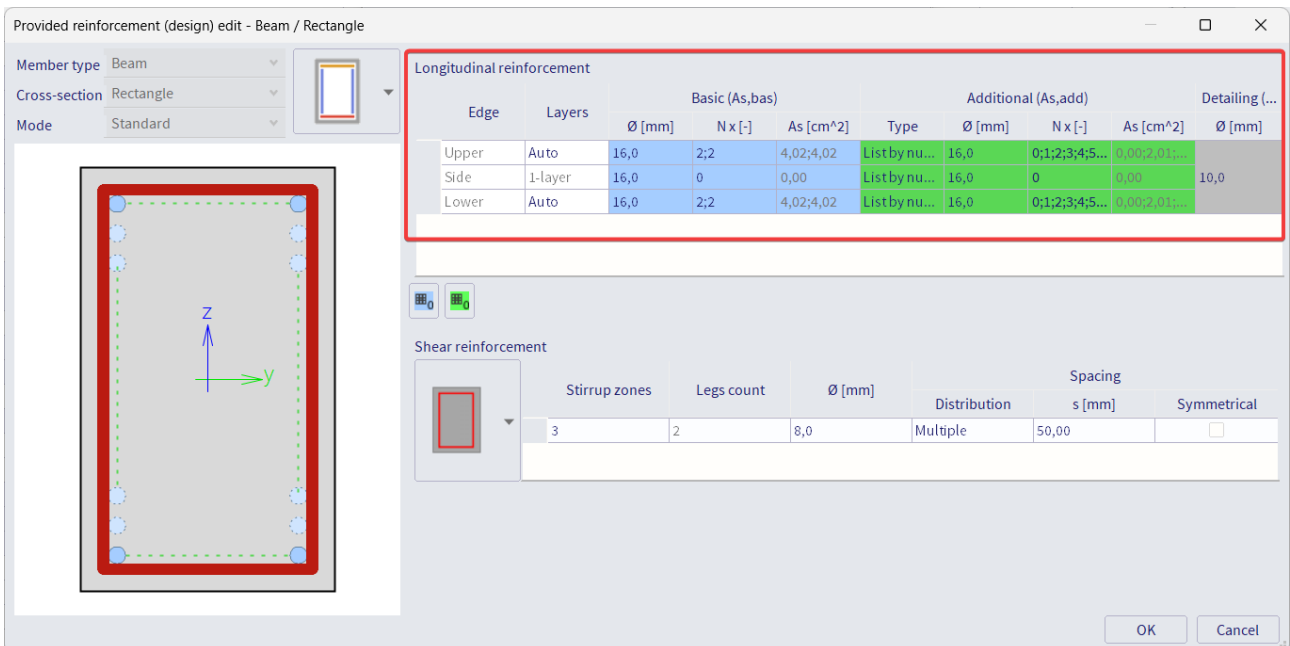 Provided reinforcement (design) edit - Beam / Rectangle
Member type Beam
Cross-section Rectangle
Mode Standard
z
y
Longitudinal reinforcement
Edge Layers Basic (As,bas) Additional (As,add) Detailing (...
Ø [mm] N x [-] As [cm^2] Type Ø [mm] N x [-] As [cm^2] Ø [mm]
Upper Auto 16,0 2;2 4,02;4,02 List by nu... 16,0 0;1;2;3;4;5... 0,00;2,01;...
Side 1-layer 16,0 0 0,00 List by nu... 16,0 0 0,00 10,0
Lower Auto 16,0 2;2 4,02;4,02 List by nu... 16,0 0;1;2;3;4;5... 0,00;2,01;...
0 0
Shear reinforcement
Stirrup zones Legs count Ø [mm] Spacing
Distribution s [mm] Symmetrical
3 2 8,0 Multiple 50,00
OK Cancel